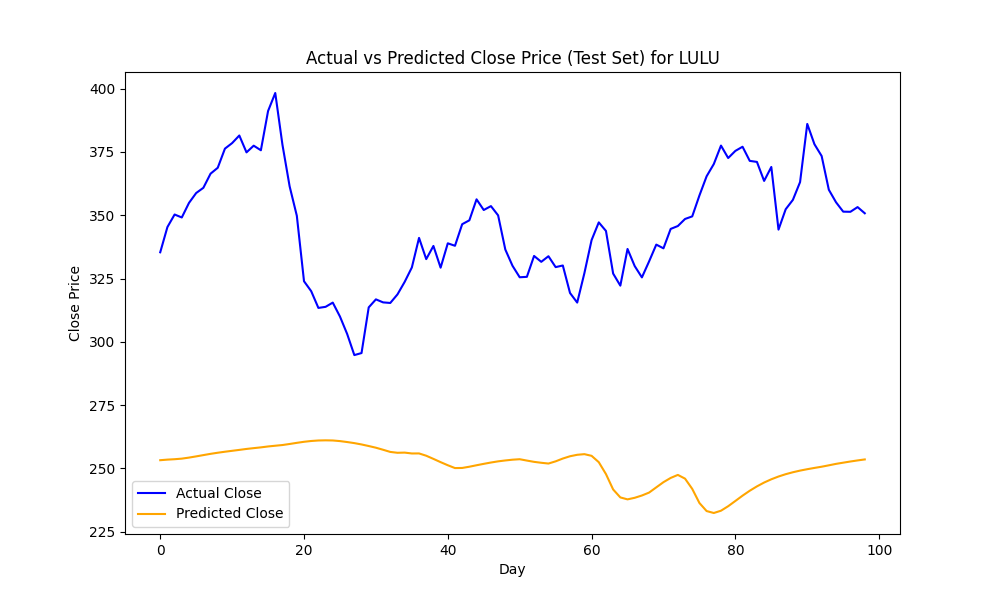 Actual vs Predicted Close Price (Test Set) for LULU
Close Price
400
375
350
325
300
275
250
225
Actual Close
Predicted Close
0 20 40 60 80 100
Day